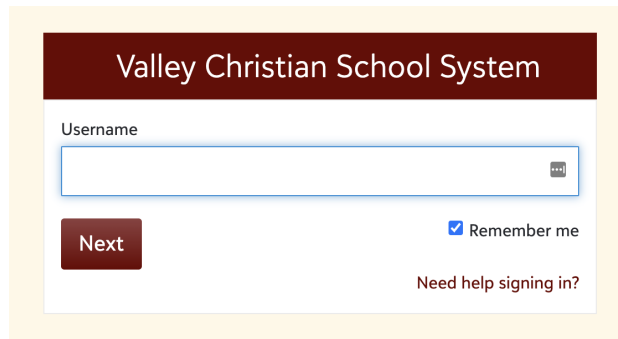 Valley Christian School System
Username
Next
Remember me
Need help signing in?